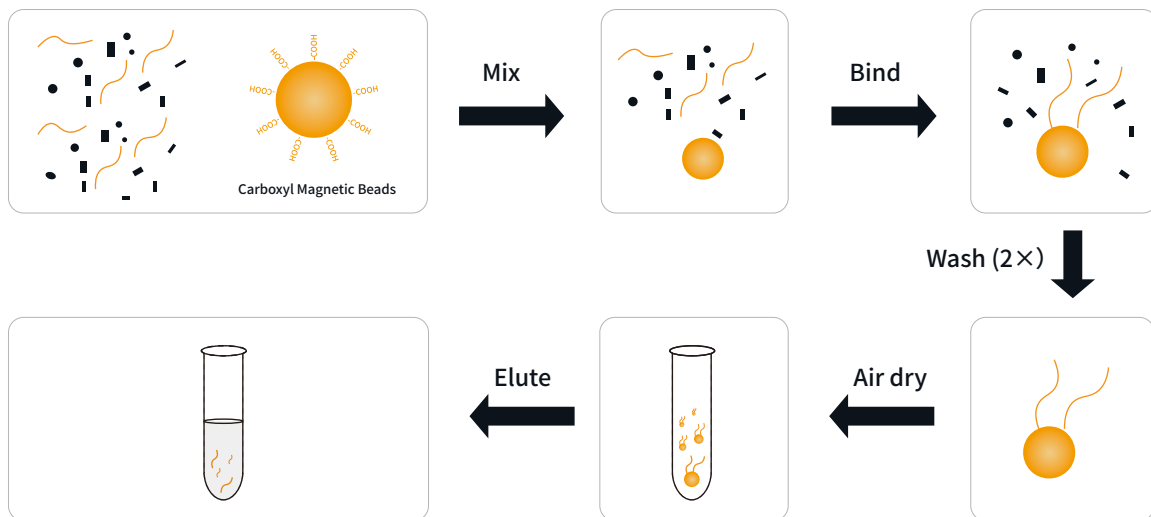 COOH
HOOC-
-COOH
HOOC-
-COOH
HOOC-
-COOH
HOOC-
-COOH
Carboxyl Magnetic Beads
Mix
Bind
Wash (2×)
Air dry
Elute